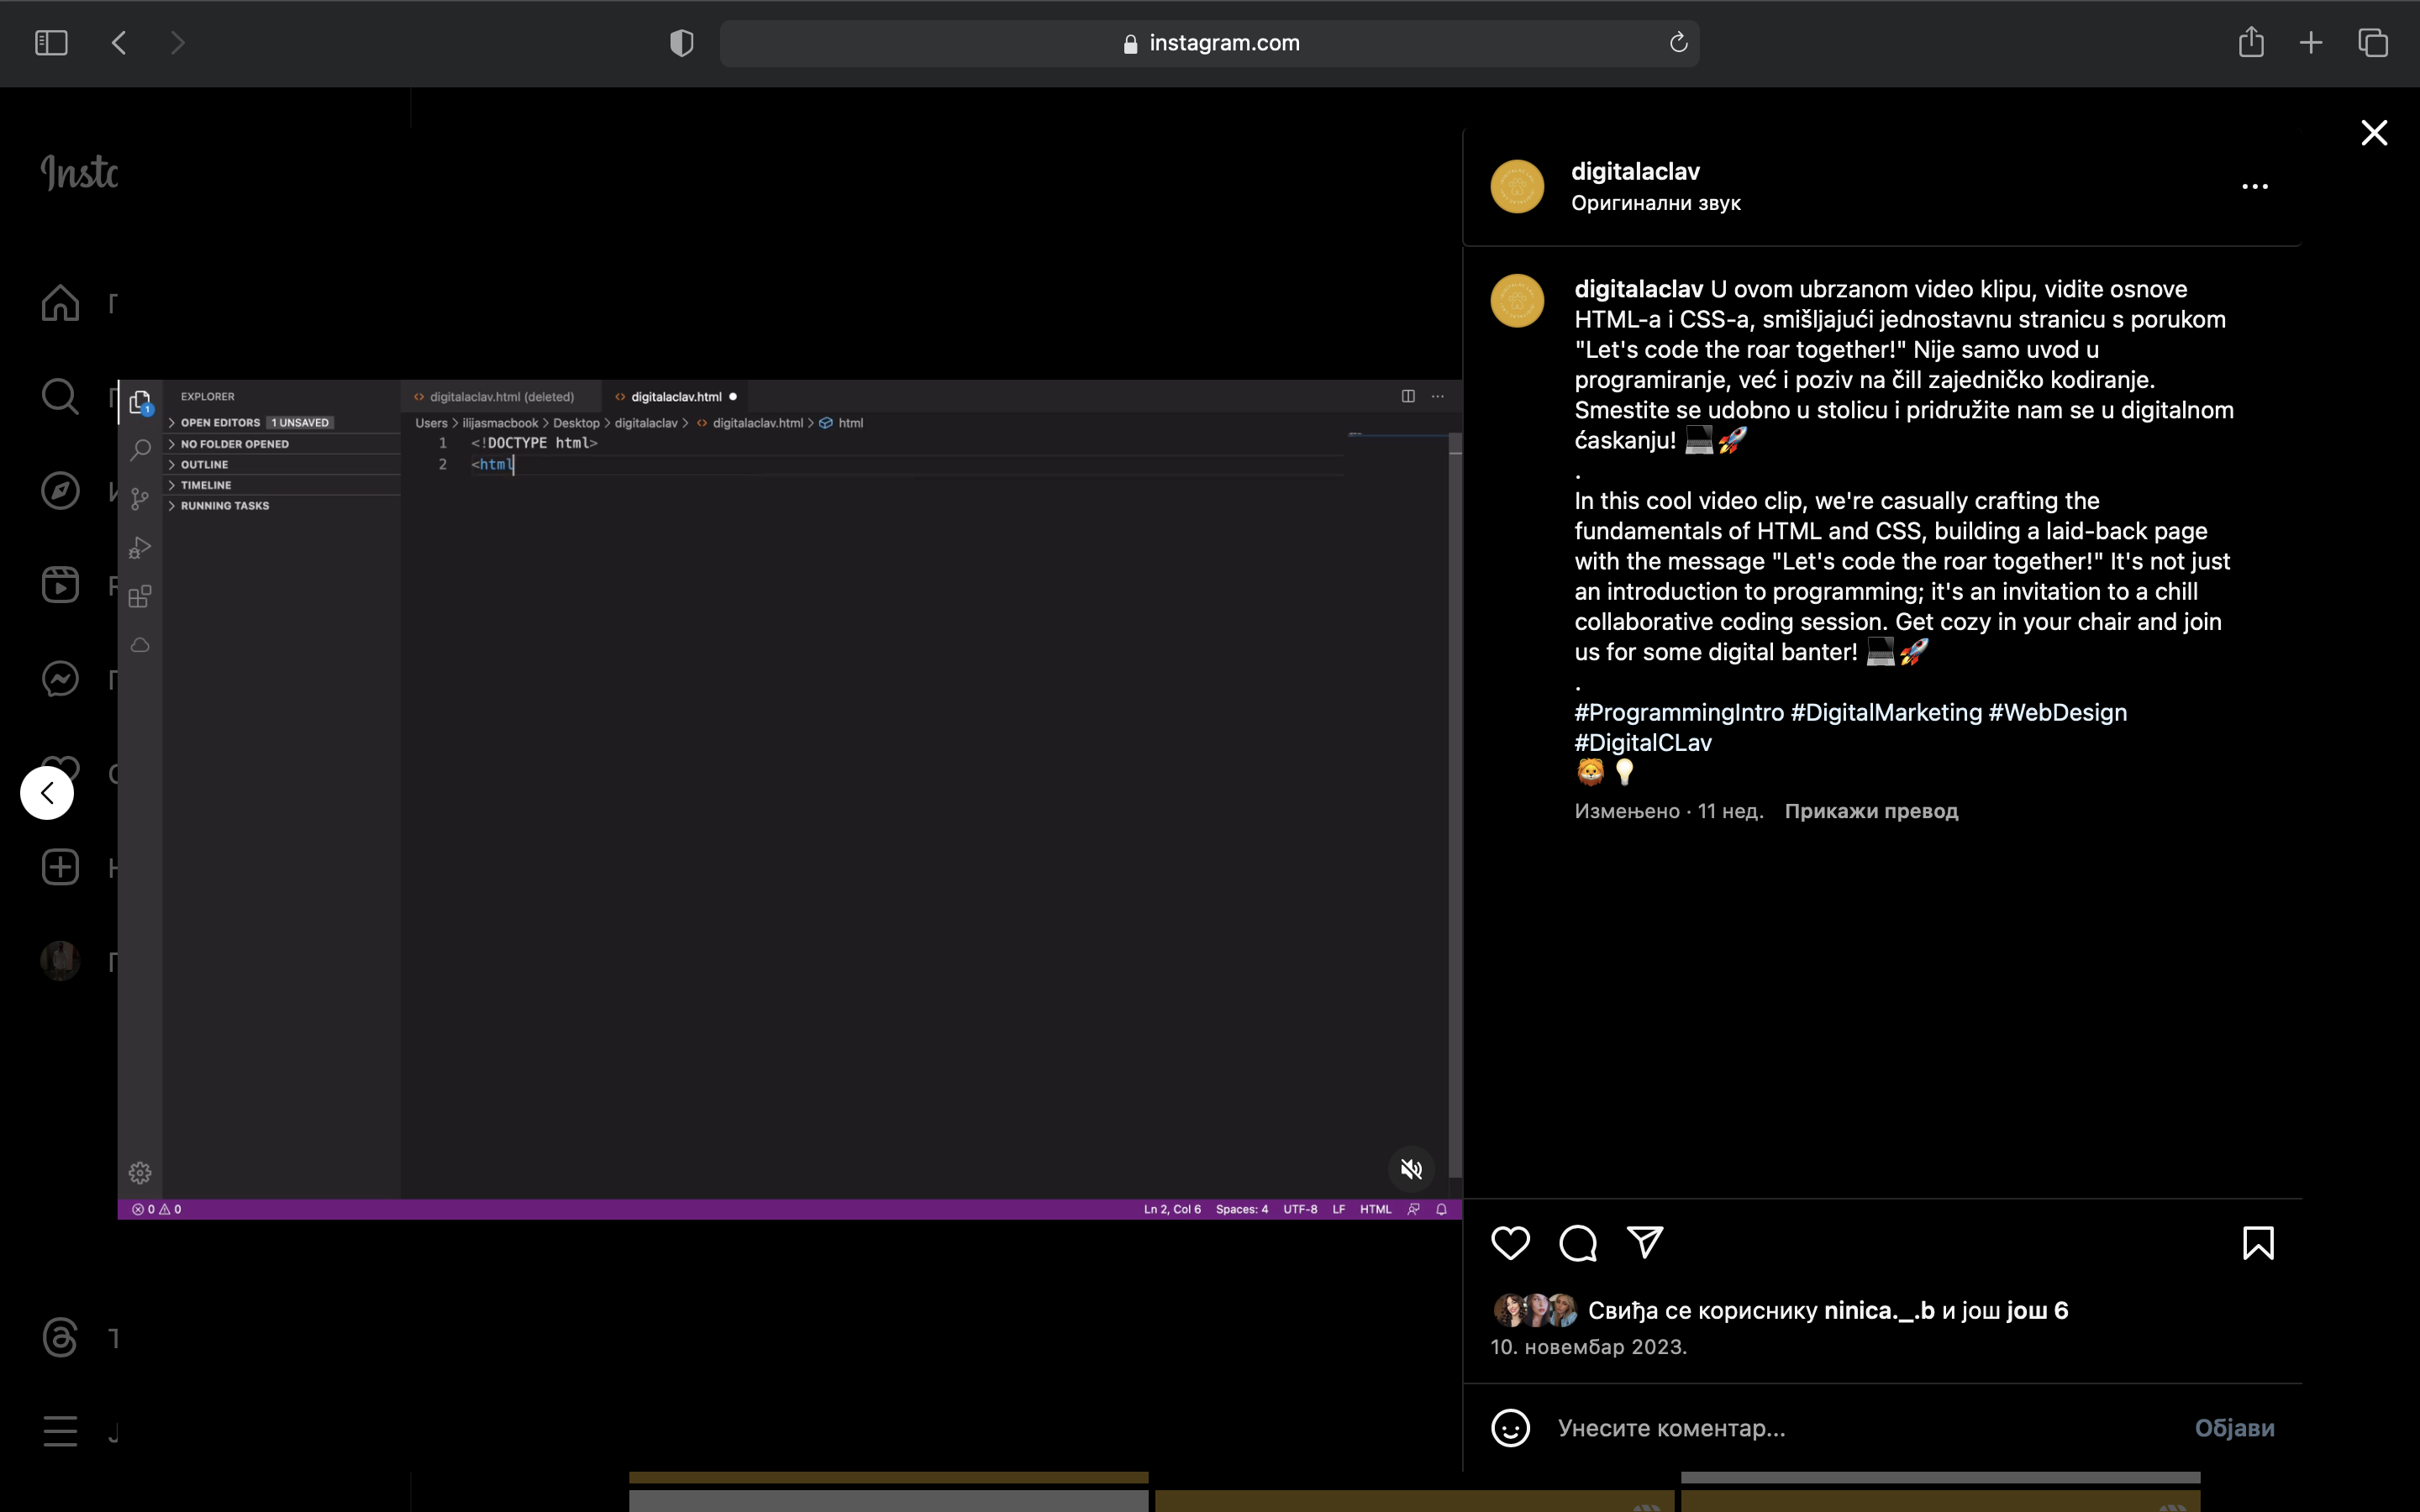 instagram.com
Insta
EXPLORER
OPEN EDITORS 1 UNSAVED
NO FOLDER OPENED
OUTLINE
TIMELINE
RUNNING TASKS
1
digitalaclav.html (deleted)
digitalaclav.html
Users > ilijasmacbook > Desktop > digitalaclav > digitalaclav.html > html
1 <!DOCTYPE html>
2 <html
0 0
Ln 2, Col 6 Spaces: 4 UTF-8 LF HTML
digitalaclav
Оригинални звук
digitalaclav U ovom ubrzanom video klipu, vidite osnove
HTML-a i CSS-a, smišljajući jednostavnu stranicu s porukom
"Let's code the roar together!" Nije samo uvod u
programiranje, već i poziv na čill zajedničko kodiranje.
Smestite se udobno u stolicu i pridružite nam se u digitalnom
ćaskanju! 💻🚀
.
In this cool video clip, we're casually crafting the
fundamentals of HTML and CSS, building a laid-back page
with the message "Let's code the roar together!" It's not just
an introduction to programming; it's an invitation to a chill
collaborative coding session. Get cozy in your chair and join
us for some digital banter! 💻🚀
.
#ProgrammingIntro #DigitalMarketing #WebDesign
#DigitalCLav
🦁💡
Измењено · 11 нед. Прикажи превод
Свиђа се кориснику ninica._.b и још још 6
10. новембар 2023.
Унесите коментар...
Објави